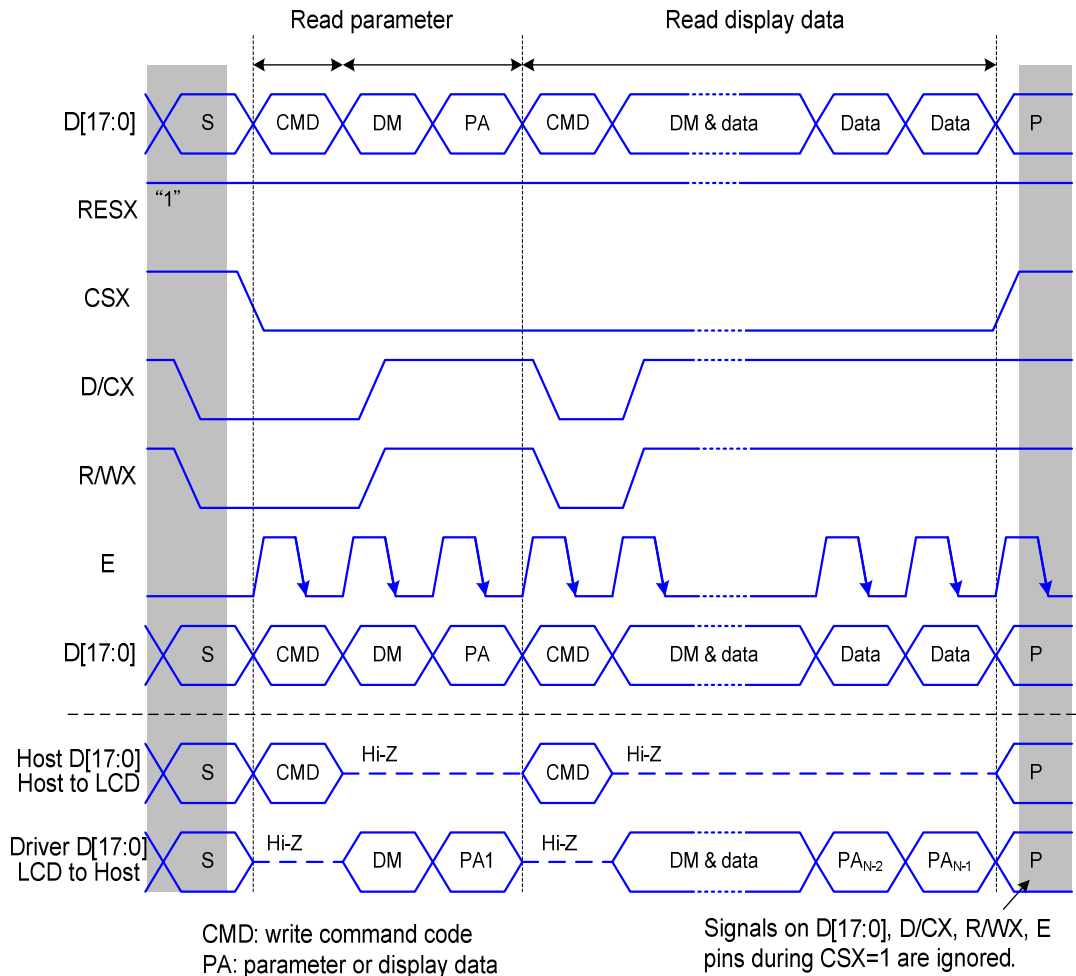 Read parameter
Read display data
D[17:0] S CMD DM PA CMD DM & data Data Data P
RESX “1”
CSX
D/CX
R/WX
E
D[17:0] S CMD DM PA CMD DM & data Data Data P
Host D[17:0]
Host to LCD
S CMD Hi-Z CMD Hi-Z P
Driver D[17:0]
LCD to Host
S Hi-Z DM PA1 Hi-Z DM & data PAN-2 PAN-1 P
CMD: write command code
PA: parameter or display data
Signals on D[17:0], D/CX, R/WX, E
pins during CSX=1 are ignored.